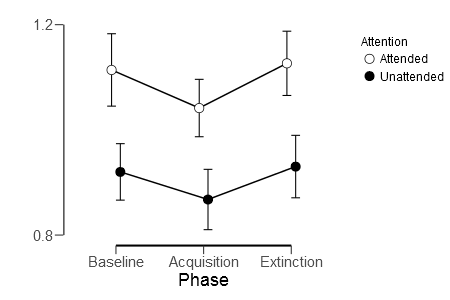 1.2
Attention
Attended
Unattended
0.8
Baseline Acquisition Extinction
Phase